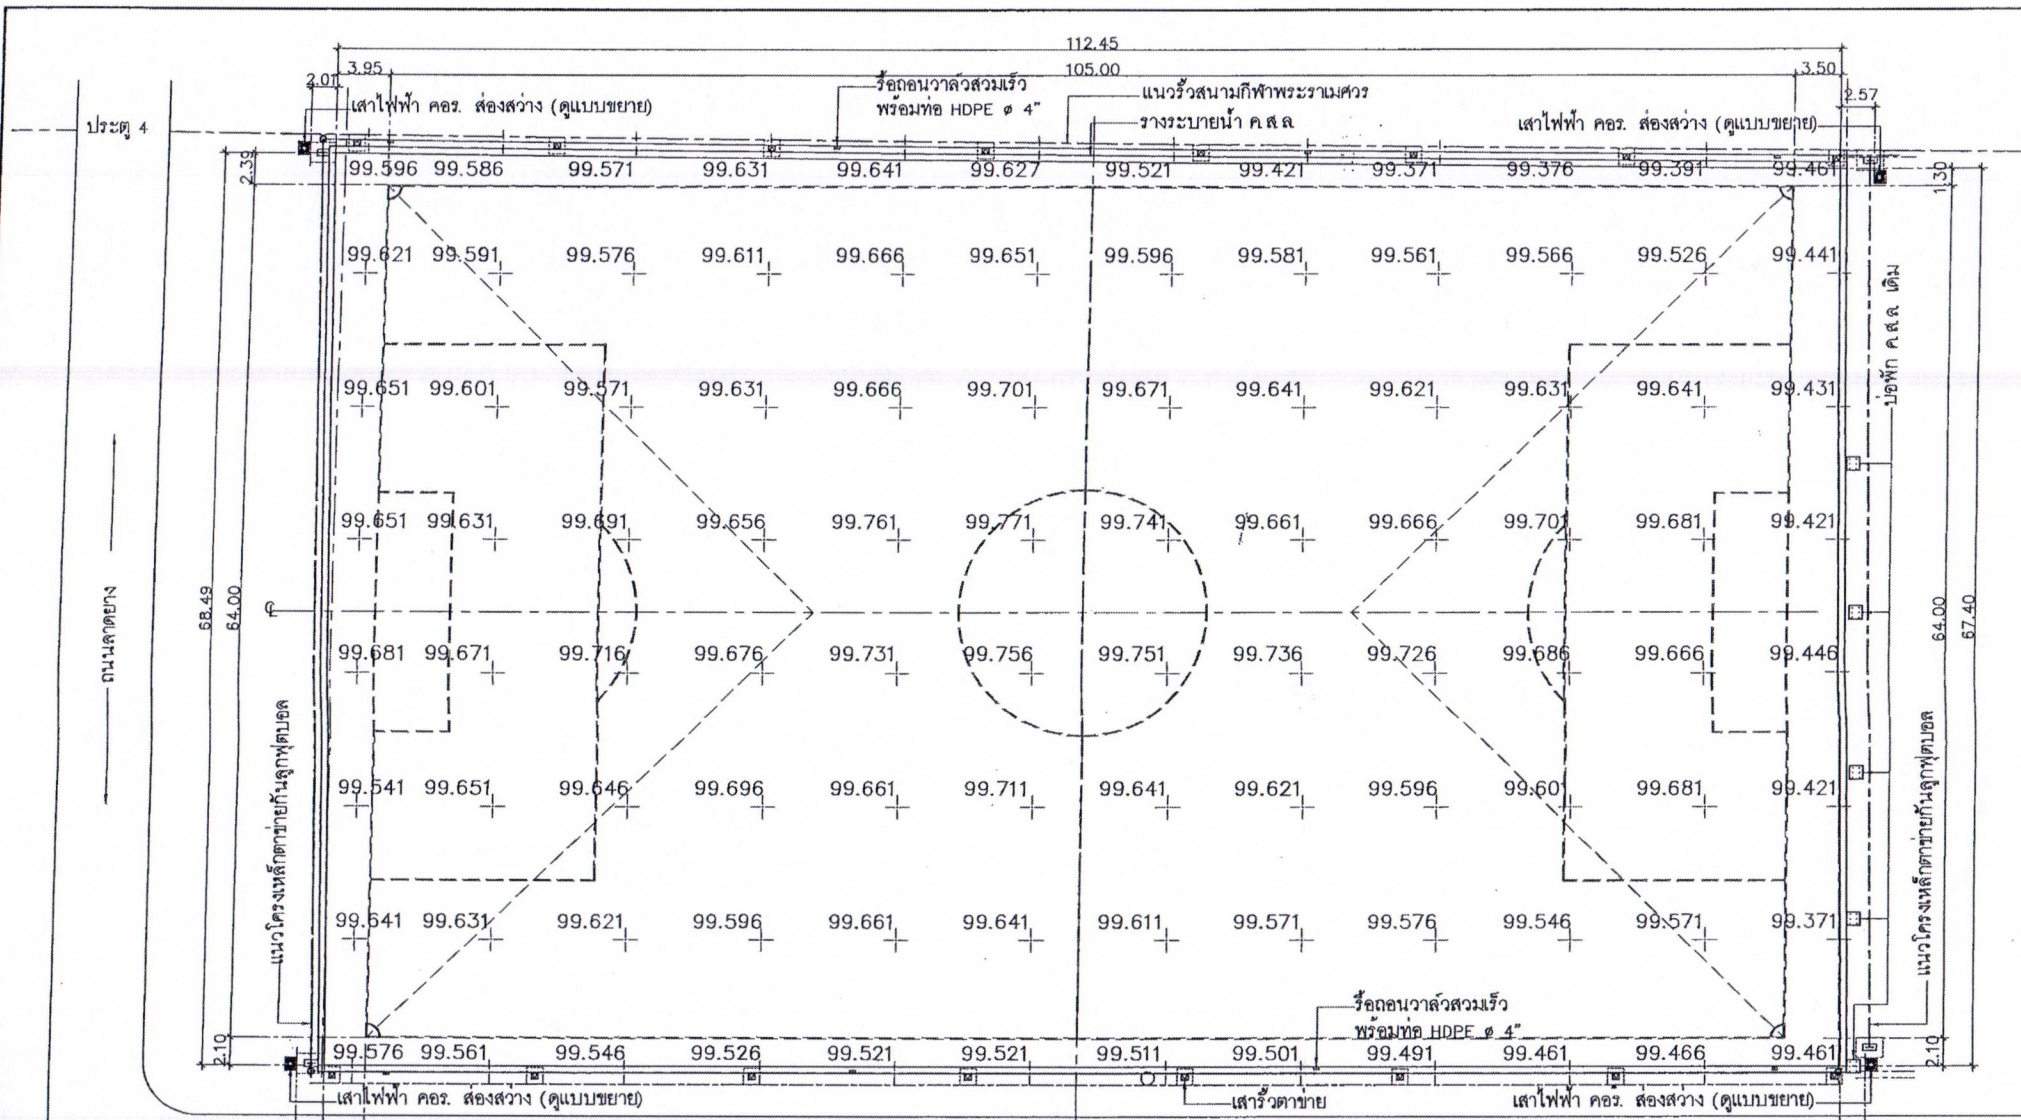 112.45
2.01 3.95 105.00 3.50
2.57
เสาไฟฟ้า คอร. ส่องสว่าง (ดูแบบขยาย)
รื้อถอนวาล์วสวมเร็ว
พร้อมท่อ HDPE ø 4"
แนวรั้วสนามกีฬาพระราเมศวร
รางระบายน้ำ ค.ส.ล.
เสาไฟฟ้า คอร. ส่องสว่าง (ดูแบบขยาย)
ประตู 4
2.39
1.30
99.596 99.586 99.571 99.631 99.641 99.627 99.521 99.421 99.371 99.376 99.391 99.461
99.621 99.591 99.576 99.611 99.666 99.651 99.596 99.581 99.561 99.566 99.526 99.441
บ่อพัก ค.ส.ล. เดิม
99.651 99.601 99.571 99.631 99.666 99.701 99.671 99.641 99.621 99.631 99.641 99.431
99.651 99.631 99.691 99.656 99.761 99.771 99.741 99.661 99.666 99.701 99.681 99.421
ถนนลาดยาง
68.49
64.00
64.00
67.40
99.681 99.671 99.716 99.676 99.731 99.756 99.751 99.736 99.726 99.686 99.666 99.446
แนวโครงเหล็กตาข่ายกันลูกฟุตบอล
แนวโครงเหล็กตาข่ายกันลูกฟุตบอล
99.541 99.651 99.646 99.696 99.661 99.711 99.641 99.621 99.596 99.601 99.681 99.421
99.641 99.631 99.621 99.596 99.661 99.641 99.611 99.571 99.576 99.546 99.571 99.371
รื้อถอนวาล์วสวมเร็ว
พร้อมท่อ HDPE ø 4"
2.10
2.10
99.576 99.561 99.546 99.526 99.521 99.521 99.511 99.501 99.491 99.461 99.466 99.461
เสาไฟฟ้า คอร. ส่องสว่าง (ดูแบบขยาย)
เสารั้วตาข่าย
เสาไฟฟ้า คอร. ส่องสว่าง (ดูแบบขยาย)